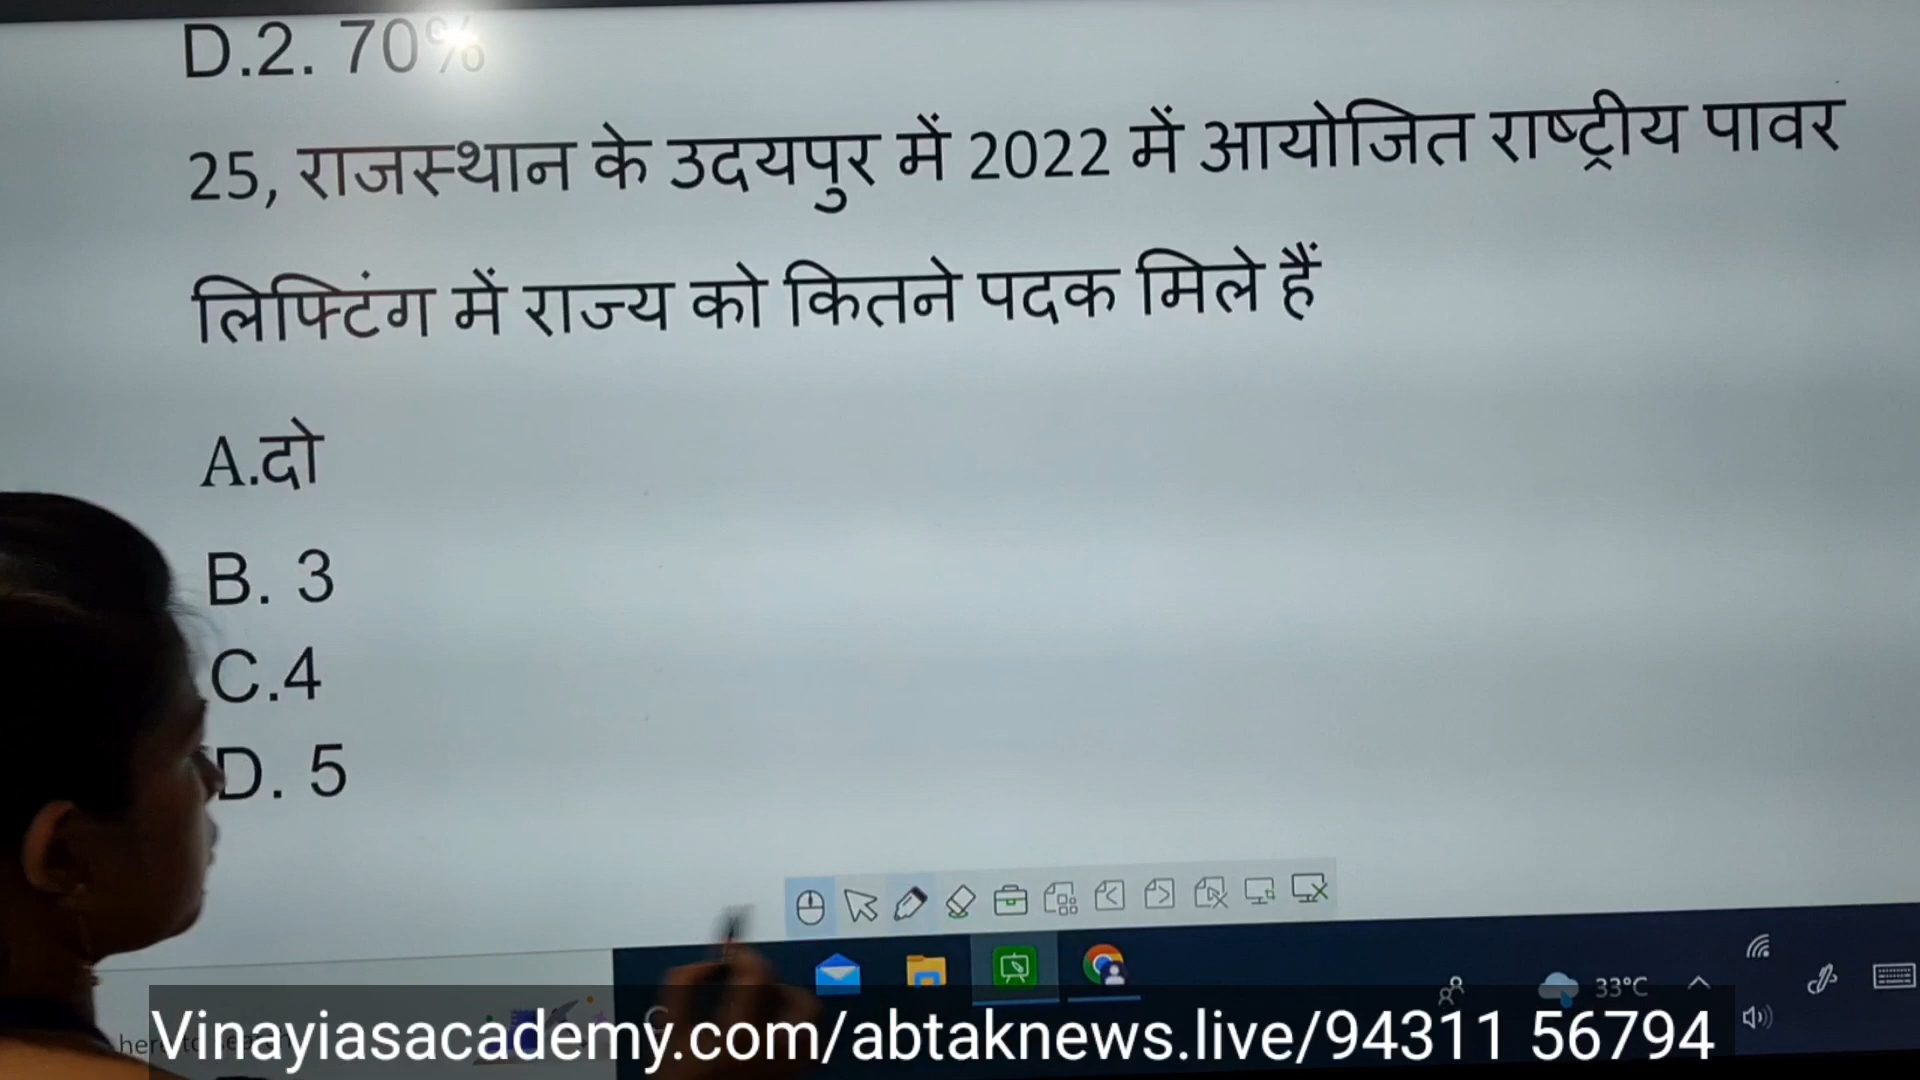 D.2. 70%
25, राजस्थान के उदयपुर में 2022 में आयोजित राष्ट्रीय पावर
लिफ्टिंग में राज्य को कितने पदक मिले हैं
A.दो
B. 3
C.4
D. 5
33°C
Vinayiasacademy.com/abtaknews.live/94311 56794